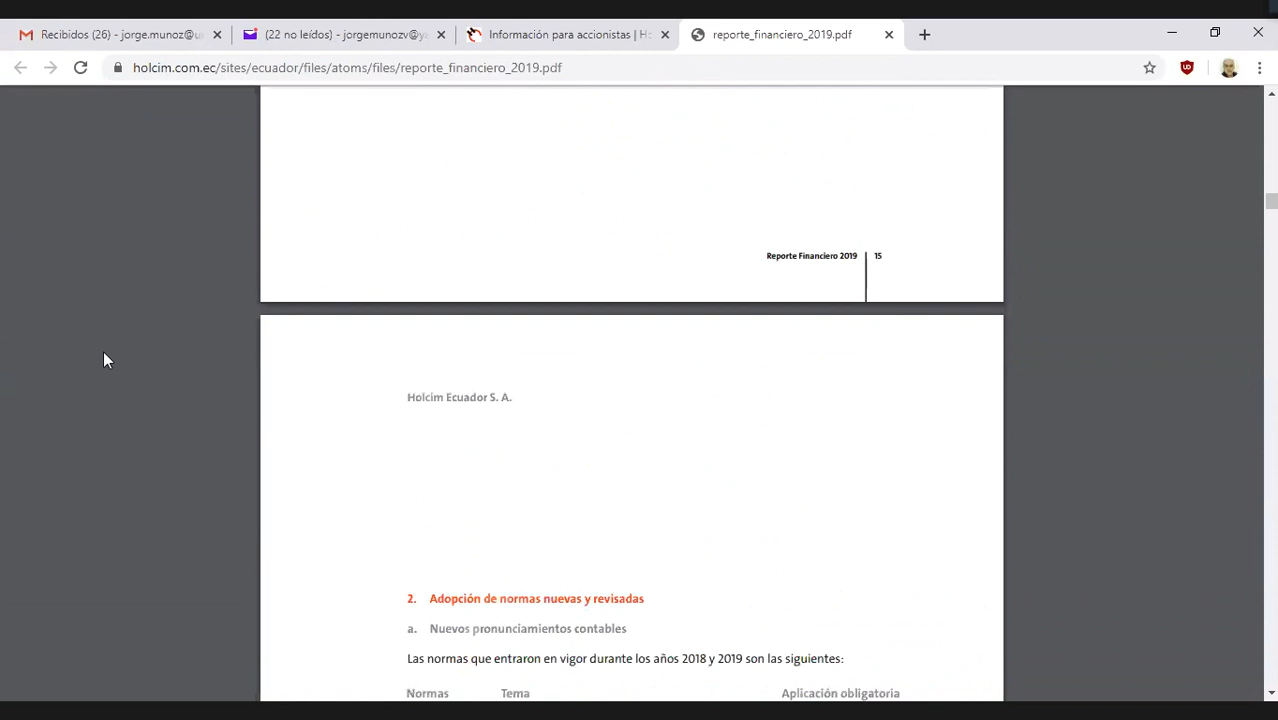 Recibidos (26) - jorge.munoz@u
(22 no leídos) - jorgemunozv@y
Información para accionistas | H
reporte_financiero_2019.pdf
holcim.com.ec/sites/ecuador/files/atoms/files/reporte_financiero_2019.pdf
Reporte Financiero 2019 15
Holcim Ecuador S. A.
2. Adopción de normas nuevas y revisadas
a. Nuevos pronunciamientos contables
Las normas que entraron en vigor durante los años 2018 y 2019 son las siguientes:
Normas Tema Aplicación obligatoria